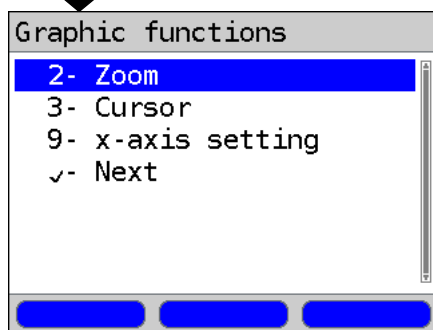 Graphic functions
2- Zoom
3- Cursor
9- x-axis setting
✓- Next